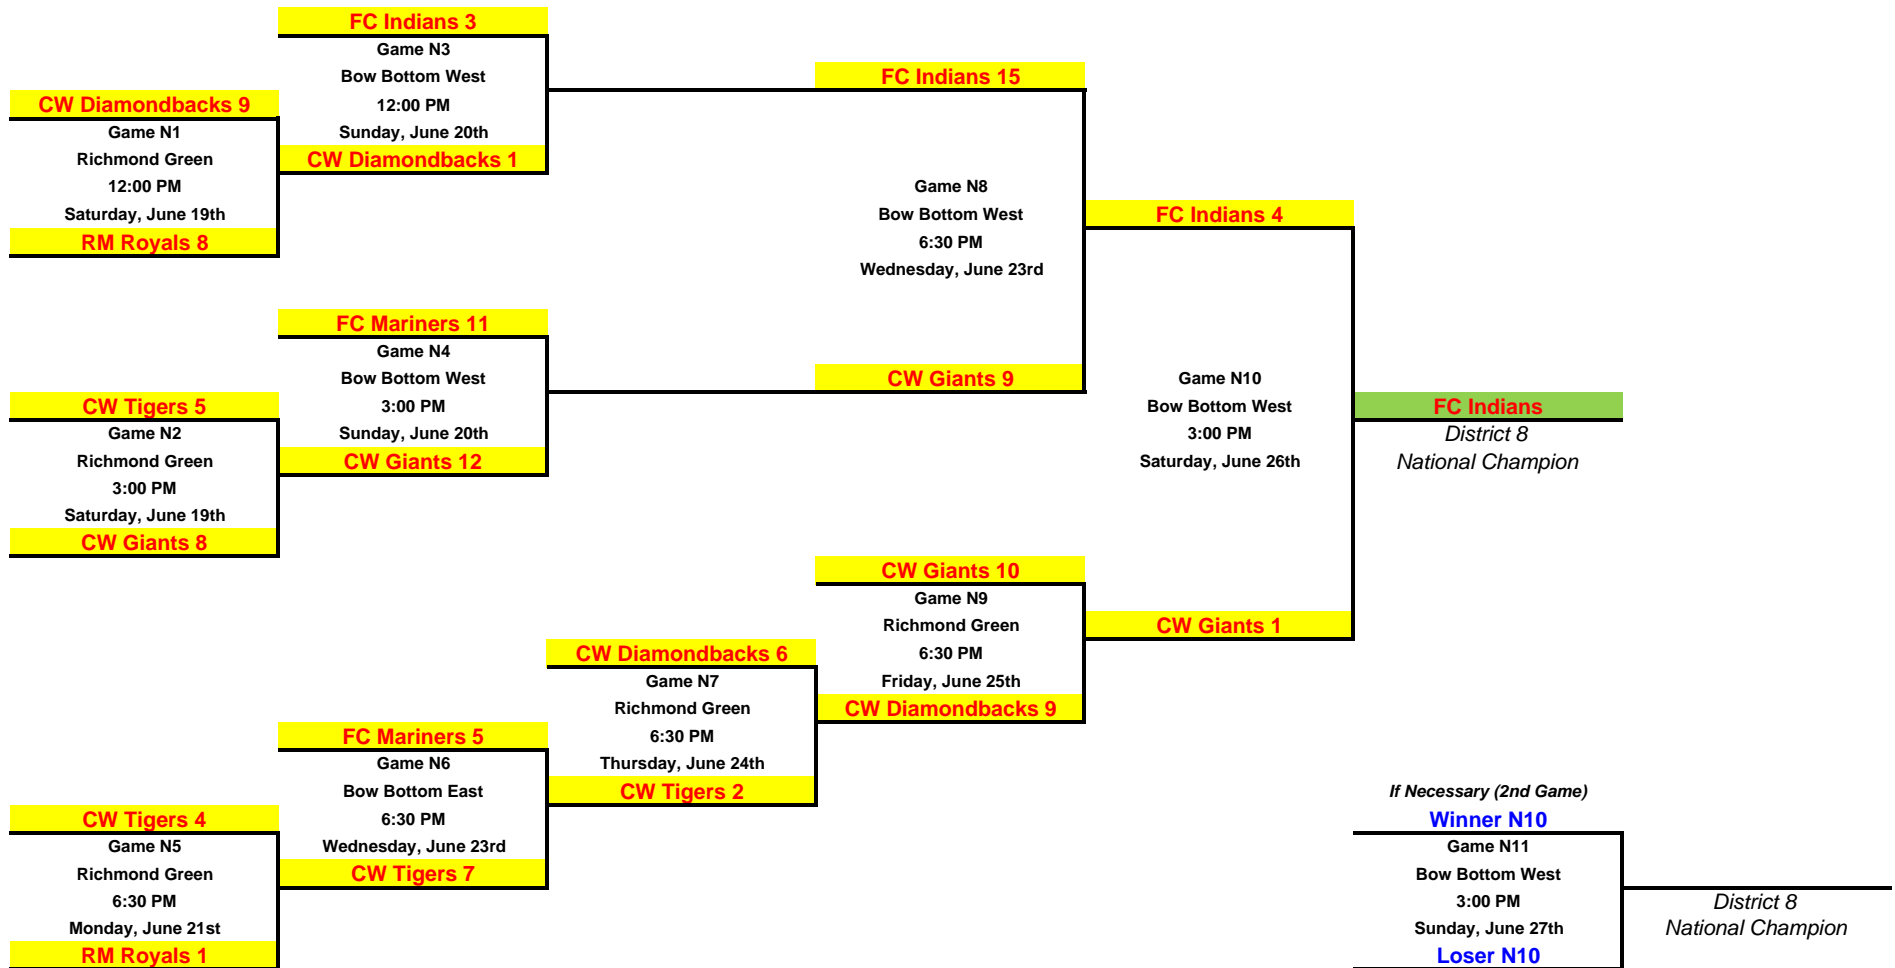 FC Indians 3
Game N3
Bow Bottom West
12:00 PM
Sunday, June 20th
CW Diamondbacks 1
CW Diamondbacks 9
Game N1
Richmond Green
12:00 PM
Saturday, June 19th
RM Royals 8
FC Indians 15
Game N8
Bow Bottom West
6:30 PM
Wednesday, June 23rd
CW Giants 9
FC Mariners 11
Game N4
Bow Bottom West
3:00 PM
Sunday, June 20th
CW Giants 12
CW Tigers 5
Game N2
Richmond Green
3:00 PM
Saturday, June 19th
CW Giants 8
FC Indians 4
Game N10
Bow Bottom West
3:00 PM
Saturday, June 26th
CW Giants 1
FC Indians
District 8
National Champion
CW Giants 10
Game N9
Richmond Green
6:30 PM
Friday, June 25th
CW Diamondbacks 9
CW Diamondbacks 6
Game N7
Richmond Green
6:30 PM
Thursday, June 24th
CW Tigers 2
FC Mariners 5
Game N6
Bow Bottom East
6:30 PM
Wednesday, June 23rd
CW Tigers 7
CW Tigers 4
Game N5
Richmond Green
6:30 PM
Monday, June 21st
RM Royals 1
If Necessary (2nd Game)
Winner N10
Game N11
Bow Bottom West
3:00 PM
Sunday, June 27th
Loser N10
District 8
National Champion